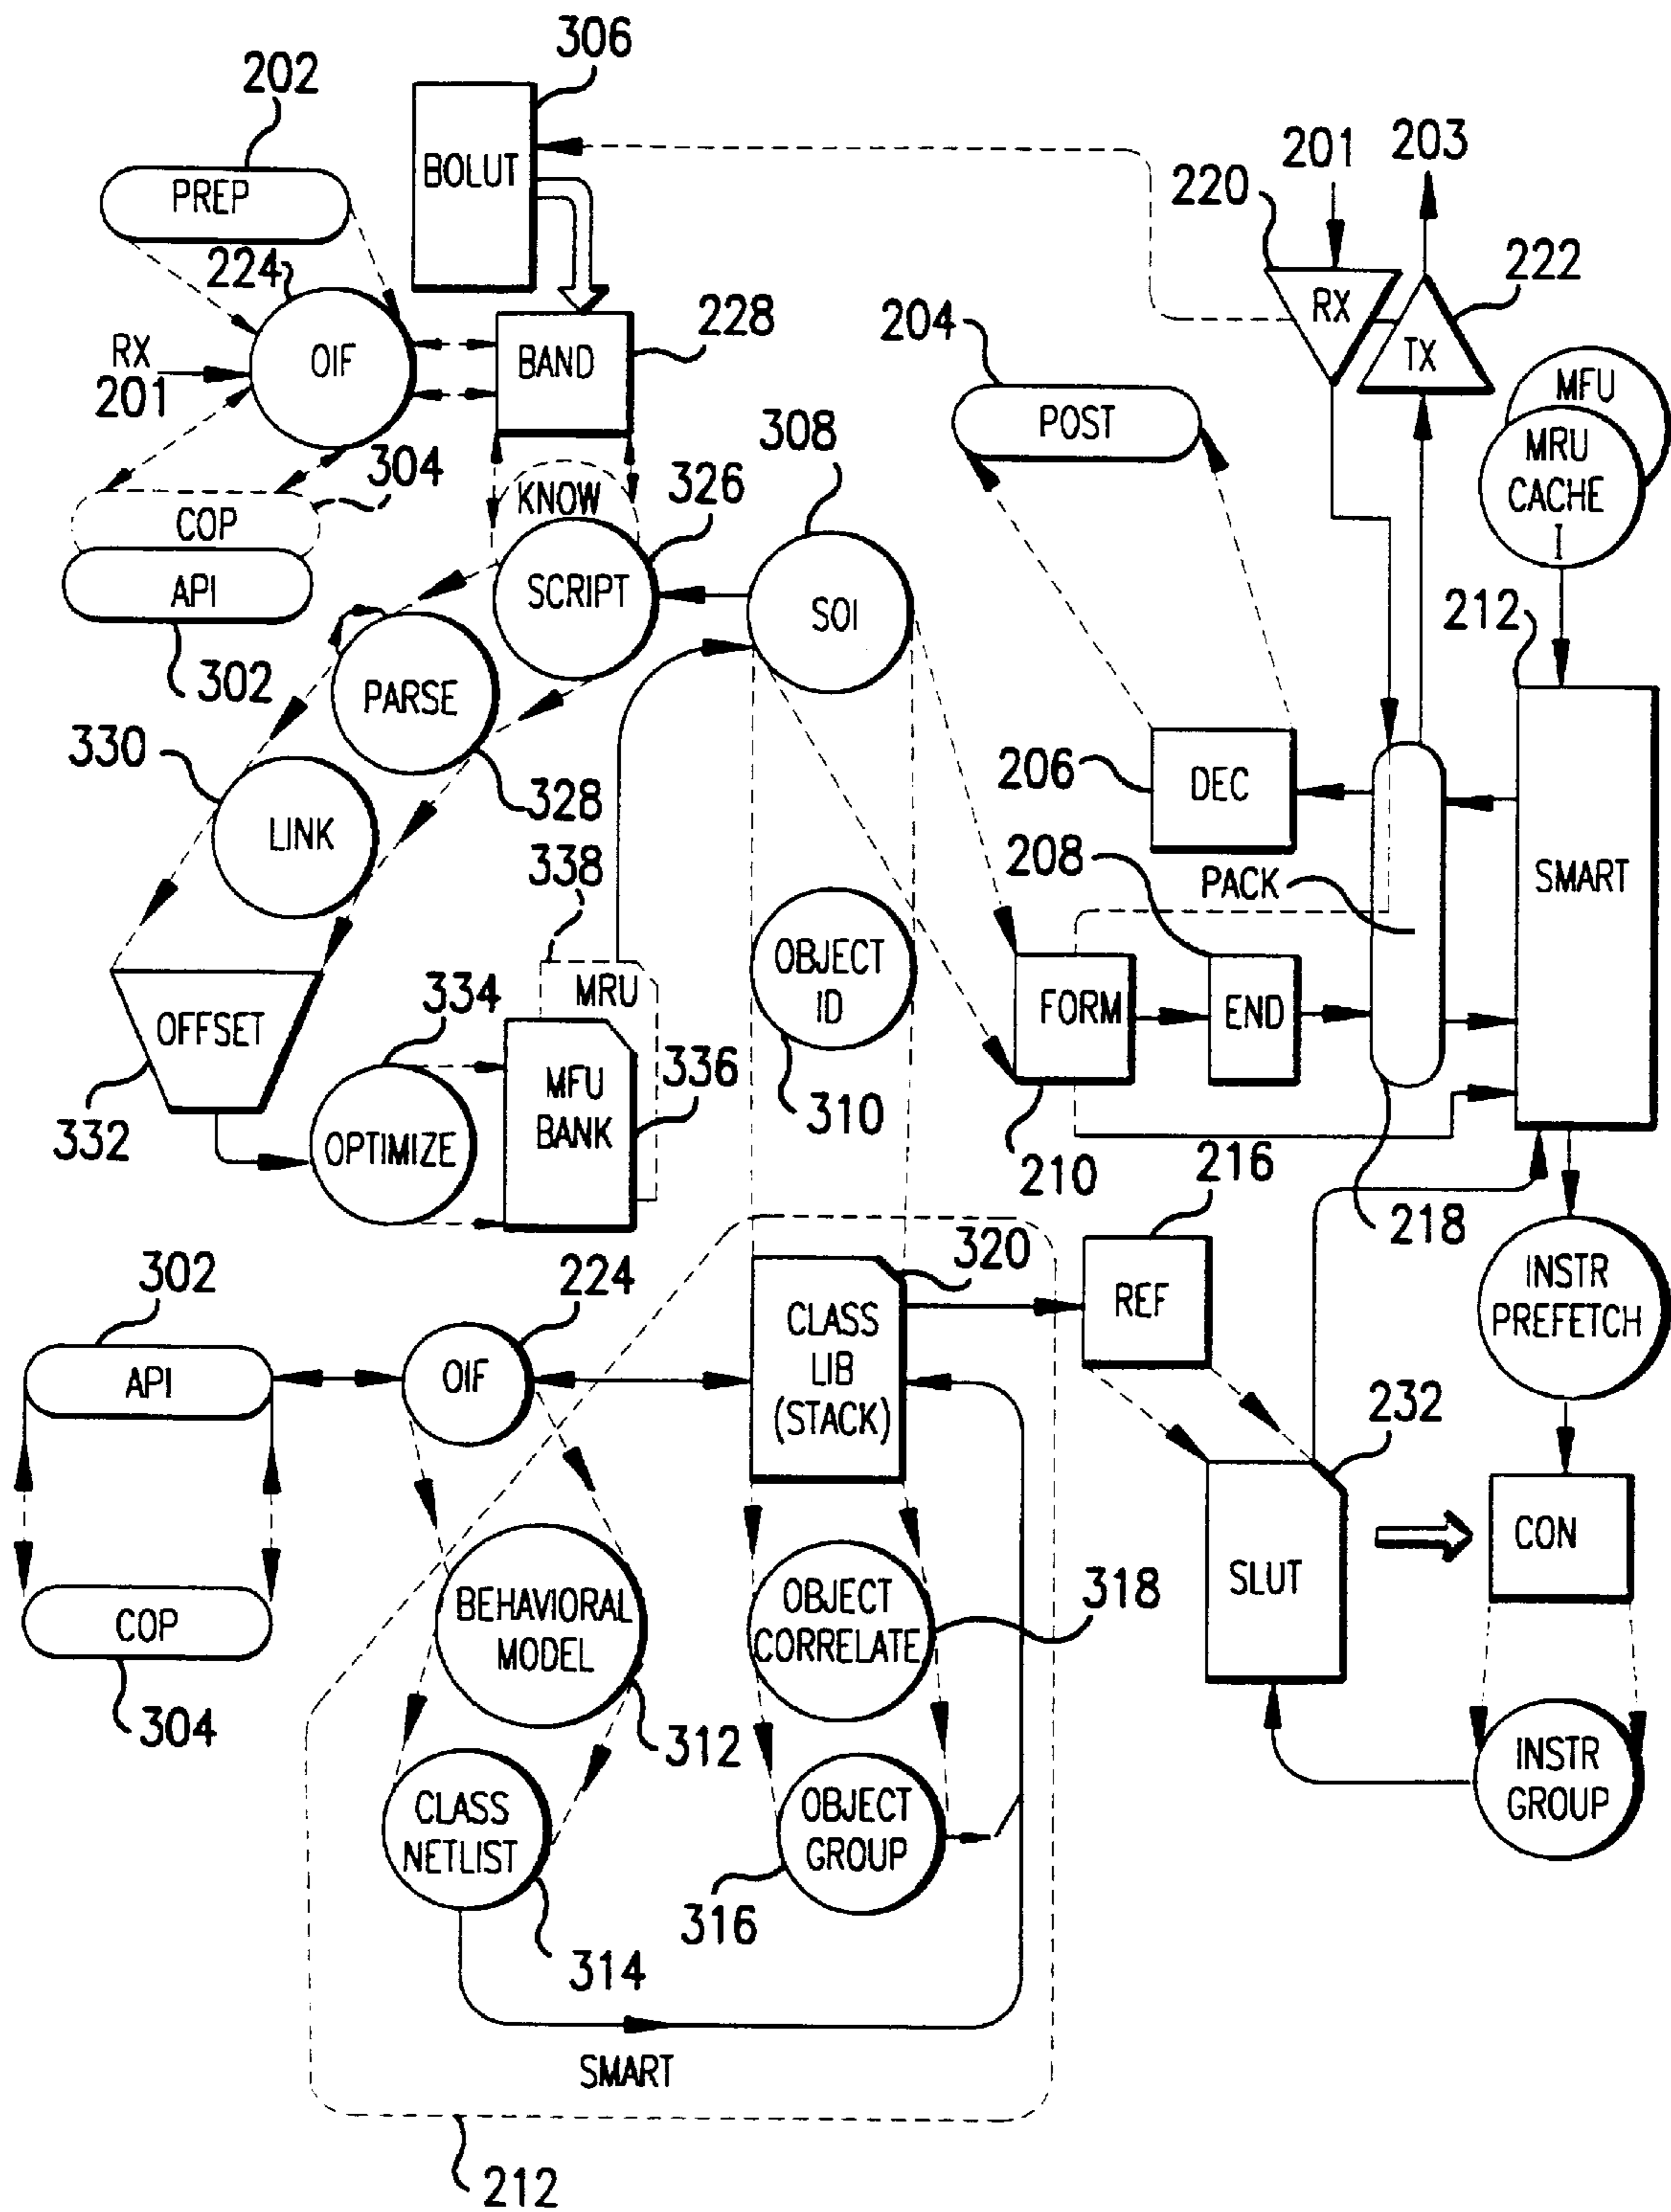 306
202
BOLUT
PREP
201
203
220
224
RX
222
228
204
OIF
BAND
TX
RX
201
MFU
304
308
POST
MRU
CACHE
I
KNOW
326
COP
SCRIPT
SOI
212
API
302
PARSE
330
206
DEC
328
LINK
338
208
PACK
SMART
OBJECT
ID
MRU
334
FORM
END
OFFSET
336
MFU
BANK
310
332
OPTIMIZE
210
216
218
320
302
224
INSTR
PREFETCH
REF
CLASS
LIB
(STACK)
API
OIF
232
CON
SLUT
BEHAVIORAL
MODEL
OBJECT
CORRELATE
318
COP
304
312
INSTR
GROUP
CLASS
NETLIST
OBJECT
GROUP
316
314
SMART
212